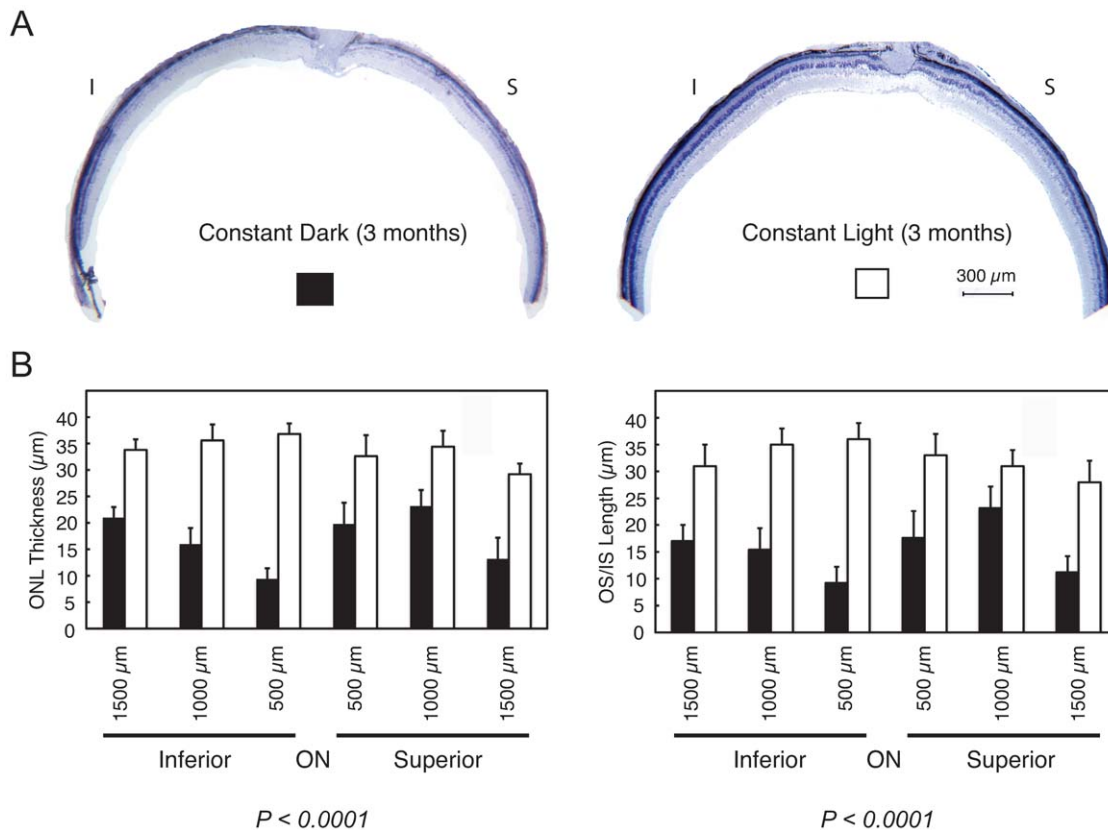 A
I
S
I
S
Constant Dark (3 months)
Constant Light (3 months)
300 µm
B
ONL Thickness (µm)
40
35
30
25
20
15
10
5
0
1500 µm
1000 µm
500 µm
500 µm
1000 µm
1500 µm
Inferior ON Superior
P < 0.0001
OS/IS Length (µm)
40
35
30
25
20
15
10
5
0
1500 µm
1000 µm
500 µm
500 µm
1000 µm
1500 µm
Inferior ON Superior
P < 0.0001